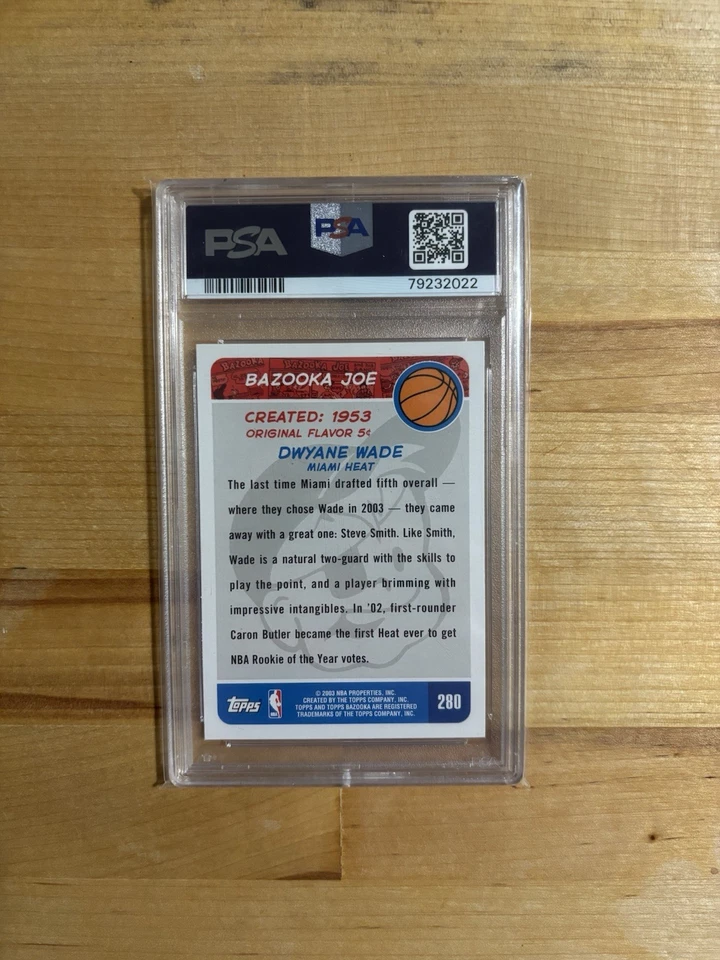 PSA
PSA
79232022
BAZOOKA JOE
CREATED: 1953
ORIGINAL FLAVOR 5¢
DWYANE WADE
MIAMI HEAT
The last time Miami drafted fifth overall —
where they chose Wade in 2003 — they came
away with a great one: Steve Smith. Like Smith,
Wade is a natural two-guard with the skills to
play the point, and a player brimming with
impressive intangibles. In '02, first-rounder
Caron Butler became the first Heat ever to get
NBA Rookie of the Year votes.
Topps
© 2003 NBA PROPERTIES, INC.
CREATED BY THE TOPPS COMPANY, INC.
TOPPS AND TOPPS BAZOOKA ARE REGISTERED
TRADEMARKS OF THE TOPPS COMPANY, INC.
280